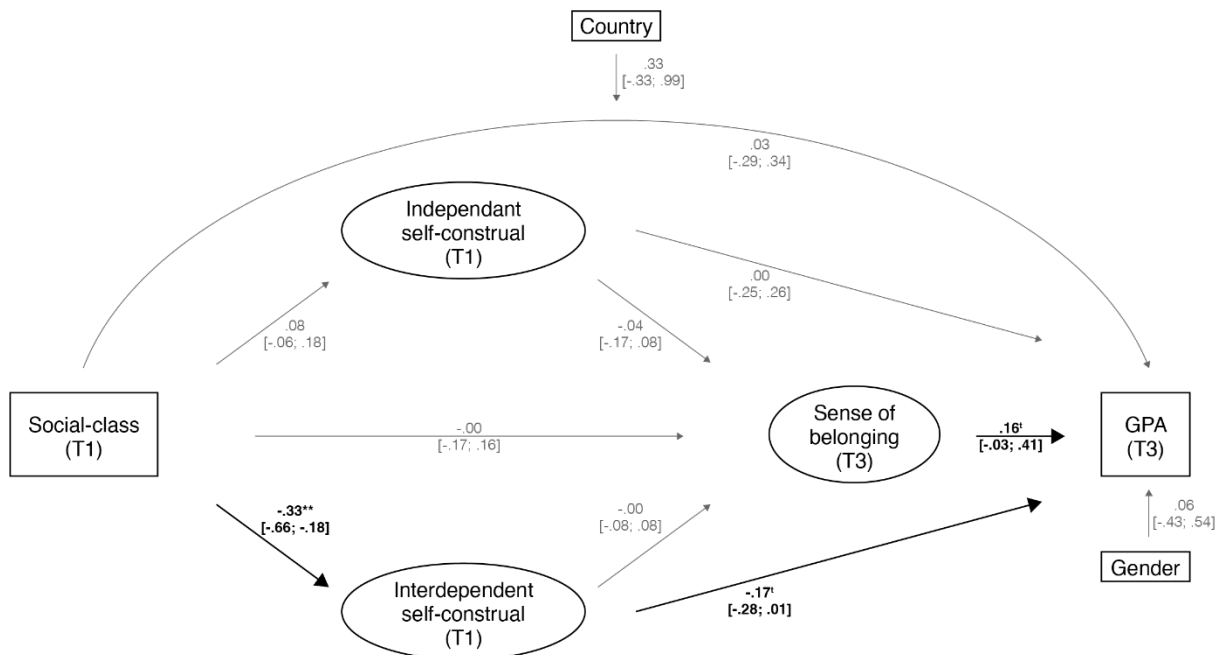 Country
.33
[-.33; .99]
.03
[-.29; .34]
Independant
self-construal
(T1)
.00
[-.25; .26]
.08
[-.06; .18]
-.04
[-.17; .08]
Social-class
(T1)
-.00
[-.17; .16]
Sense of
belonging
(T3)
.16ᵗ
[-.03; .41]
GPA
(T3)
-.33**
[-.66; -.18]
-.00
[-.08; .08]
.06
[-.43; .54]
Gender
Interdependent
self-construal
(T1)
-.17ᵗ
[-.28; .01]